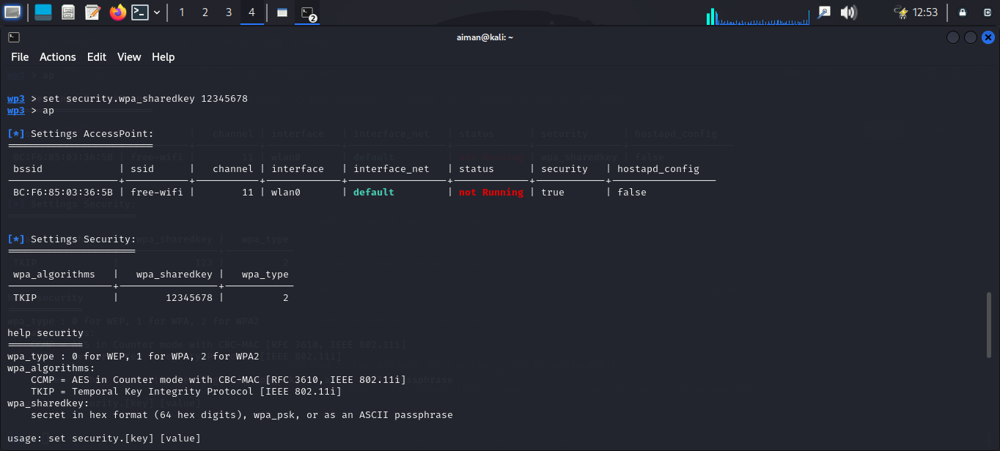 1 2 3 4 2 12:53
aiman@kali: ~
File Actions Edit View Help
wp3 > ap
wp3 > set security.wpa_sharedkey 12345678
wp3 > ap
[*] Settings AccessPoint:
bssid | ssid | channel | interface | interface_net | status | security | hostapd_config
BC:F6:85:03:36:5B | free-wifi | 11 | wlan0 | default | not Running | true | false
[*] Settings Security:
wpa_algorithms | wpa_sharedkey | wpa_type
TKIP | 12345678 | 2
help security
wpa_type : 0 for WEP, 1 for WPA, 2 for WPA2
wpa_algorithms:
CCMP = AES in Counter mode with CBC-MAC [RFC 3610, IEEE 802.11i]
TKIP = Temporal Key Integrity Protocol [IEEE 802.11i]
wpa_sharedkey:
secret in hex format (64 hex digits), wpa_psk, or as an ASCII passphrase
usage: set security.[key] [value]